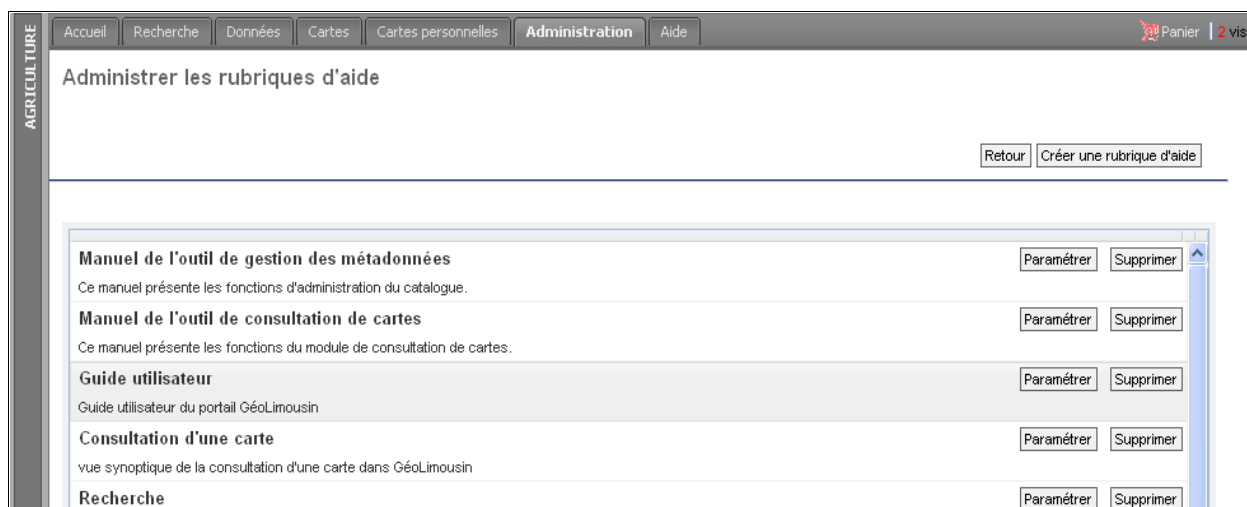 AGRICULTURE
Accueil Recherche Données Cartes Cartes personnelles Administration Aide Panier 2 vis
Administrer les rubriques d'aide
Retour Créer une rubrique d'aide
Manuel de l'outil de gestion des métadonnées Paramétrer Supprimer
Ce manuel présente les fonctions d'administration du catalogue.
Manuel de l'outil de consultation de cartes Paramétrer Supprimer
Ce manuel présente les fonctions du module de consultation de cartes.
Guide utilisateur Paramétrer Supprimer
Guide utilisateur du portail GéoLimousin
Consultation d'une carte Paramétrer Supprimer
vue synoptique de la consultation d'une carte dans GéoLimousin
Recherche Paramétrer Supprimer